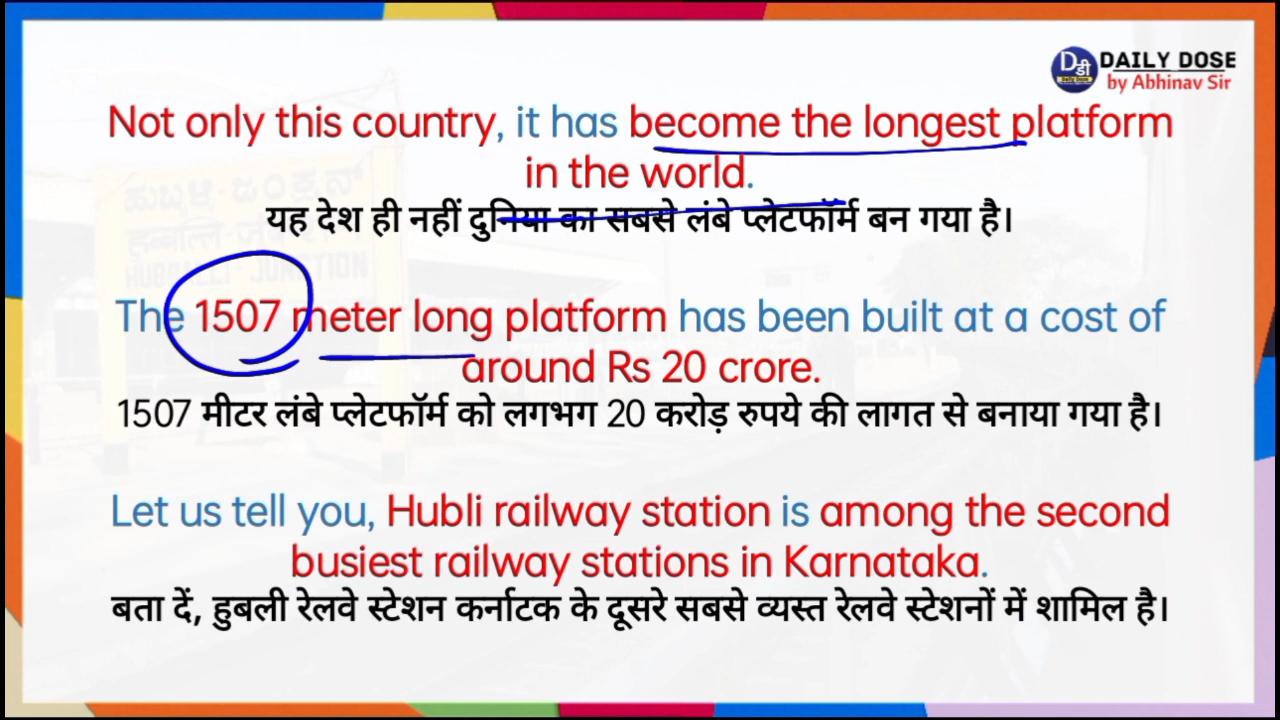 DAILY DOSE
by Abhinav Sir
Not only this country, it has become the longest platform
in the world.
यह देश ही नहीं दुनिया का सबसे लंबे प्लेटफॉर्म बन गया है।
The 1507 meter long platform has been built at a cost of
around Rs 20 crore.
1507 मीटर लंबे प्लेटफॉर्म को लगभग 20 करोड़ रुपये की लागत से बनाया गया है।
Let us tell you, Hubli railway station is among the second
busiest railway stations in Karnataka.
बता दें, हुबली रेलवे स्टेशन कर्नाटक के दूसरे सबसे व्यस्त रेलवे स्टेशनों में शामिल है।